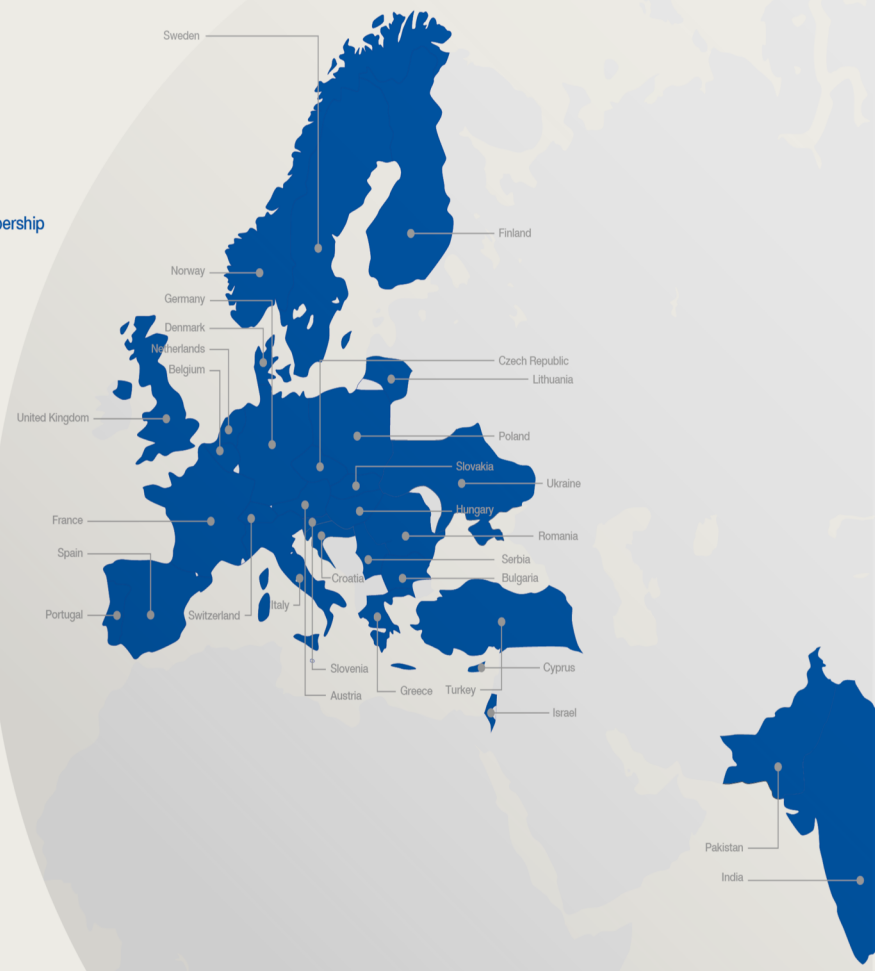 Sweden
bership
Finland
Norway
Germany
Denmark
Netherlands
Belgium
Czech Republic
Lithuania
United Kingdom
Poland
Slovakia
Ukraine
Hungary
France
Romania
Spain
Serbia
Croatia
Bulgaria
Italy
Portugal
Switzerland
Slovenia
Cyprus
Austria
Greece
Turkey
Israel
Pakistan
India